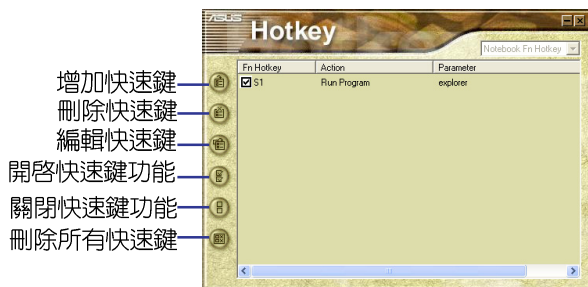 ASUS
Hotkey
Notebook Fn Hotkey
Fn Hotkey Action Parameter
S1 Run Program explorer
增加快速鍵
刪除快速鍵
編輯快速鍵
開啓快速鍵功能
關閉快速鍵功能
刪除所有快速鍵